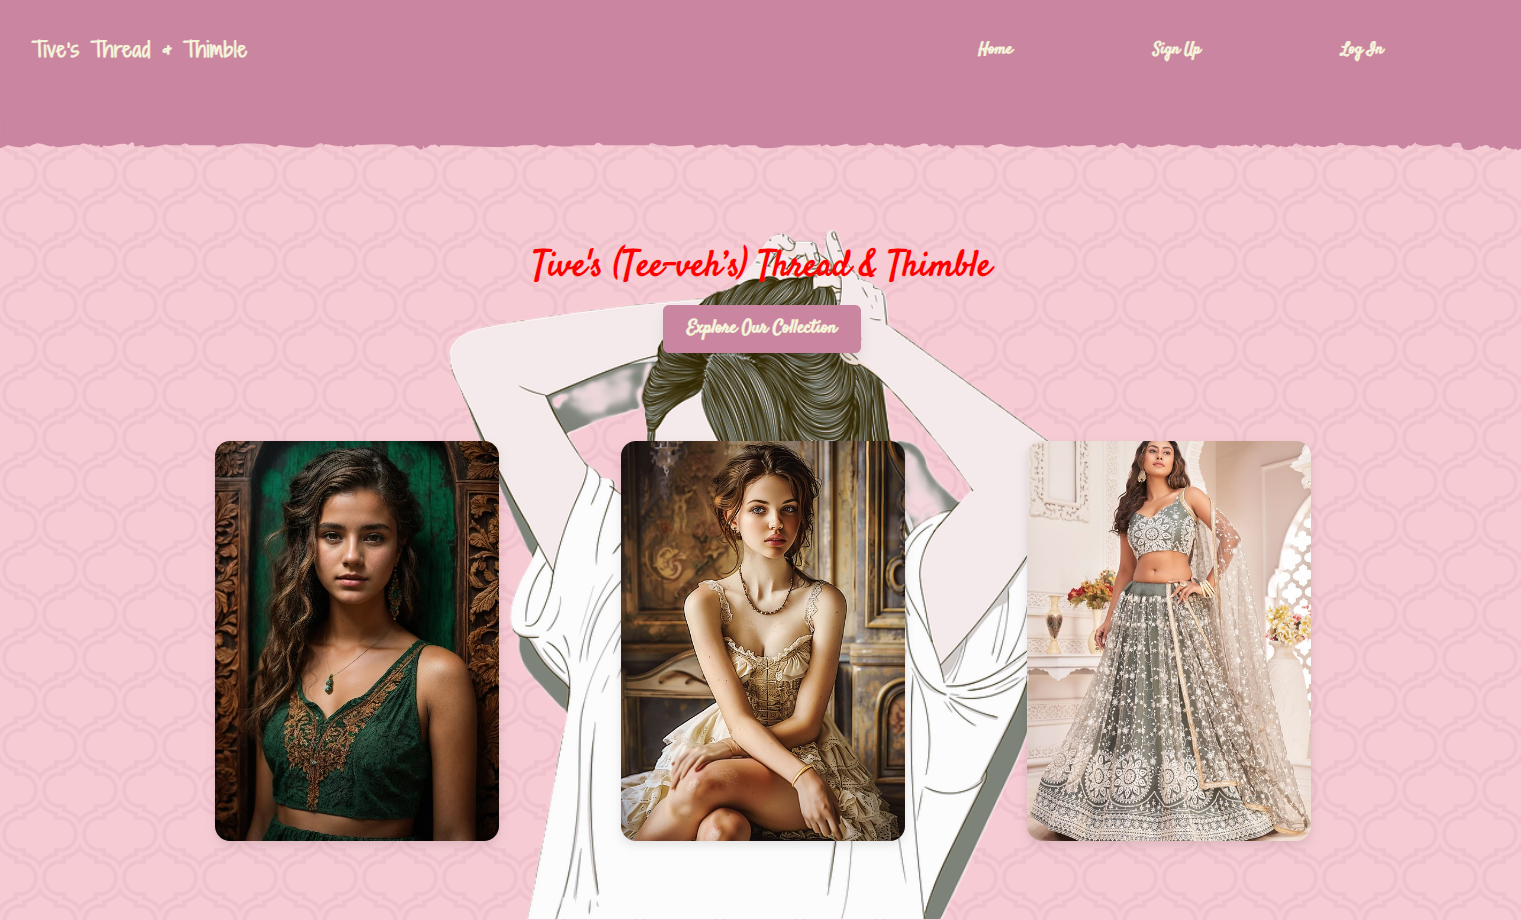 Tive's Thread & Thimble
Home
Sign Up
Log In
Tive's (Tee-veh's) Thread & Thimble
Explore Our Collection